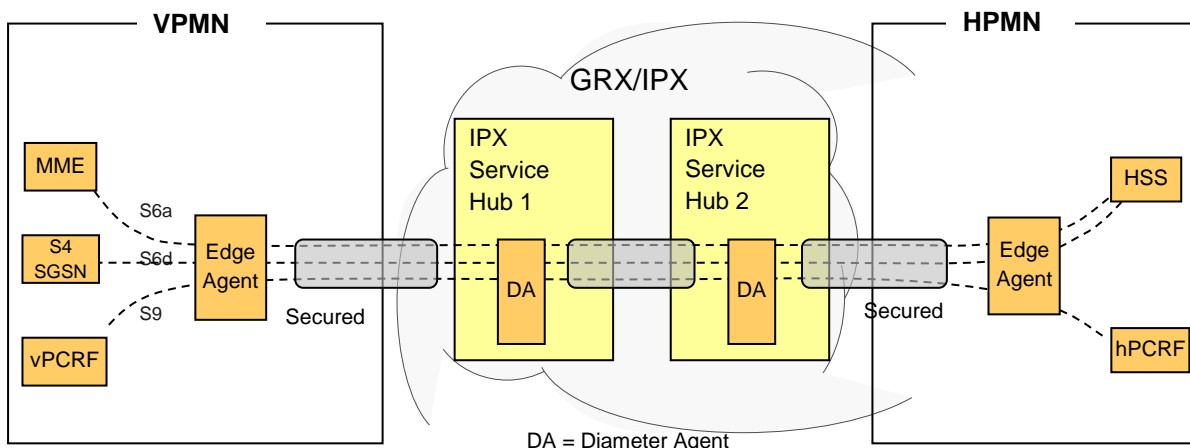 VPMN
HPMN
GRX/IPX
IPX
Service
Hub 1
IPX
Service
Hub 2
MME
HSS
S6a
S4
SGSN
S6d
Edge
Agent
Edge
Agent
DA
DA
S9
Secured
Secured
vPCRF
hPCRF
DA = Diameter Agent